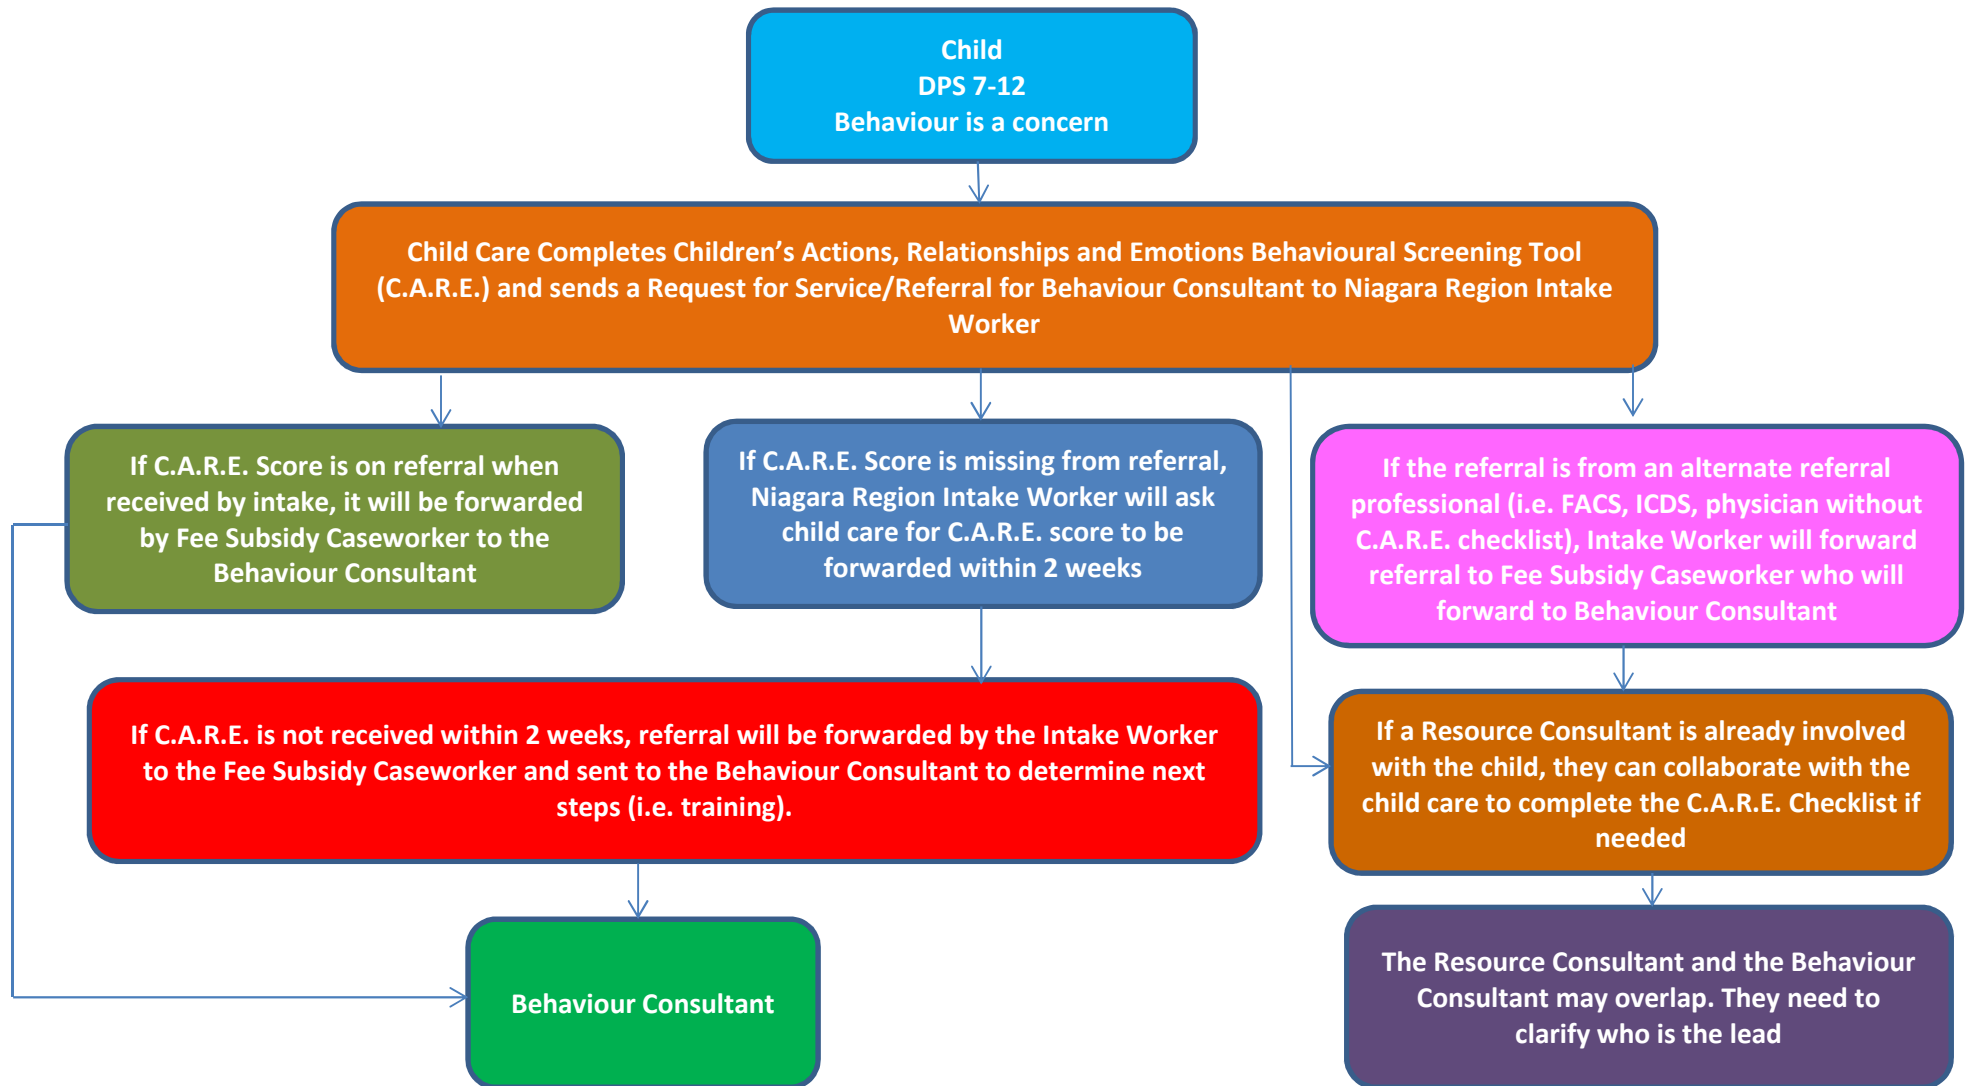 Child
DPS 7-12
Behaviour is a concern
Child Care Completes Children’s Actions, Relationships and Emotions Behavioural Screening Tool
(C.A.R.E.) and sends a Request for Service/Referral for Behaviour Consultant to Niagara Region Intake
Worker
If C.A.R.E. Score is on referral when
received by intake, it will be forwarded
by Fee Subsidy Caseworker to the
Behaviour Consultant
If C.A.R.E. Score is missing from referral,
Niagara Region Intake Worker will ask
child care for C.A.R.E. score to be
forwarded within 2 weeks
If the referral is from an alternate referral
professional (i.e. FACS, ICDS, physician without
C.A.R.E. checklist), Intake Worker will forward
referral to Fee Subsidy Caseworker who will
forward to Behaviour Consultant
If C.A.R.E. is not received within 2 weeks, referral will be forwarded by the Intake Worker
to the Fee Subsidy Caseworker and sent to the Behaviour Consultant to determine next
steps (i.e. training).
If a Resource Consultant is already involved
with the child, they can collaborate with the
child care to complete the C.A.R.E. Checklist if
needed
Behaviour Consultant
The Resource Consultant and the Behaviour
Consultant may overlap. They need to
clarify who is the lead